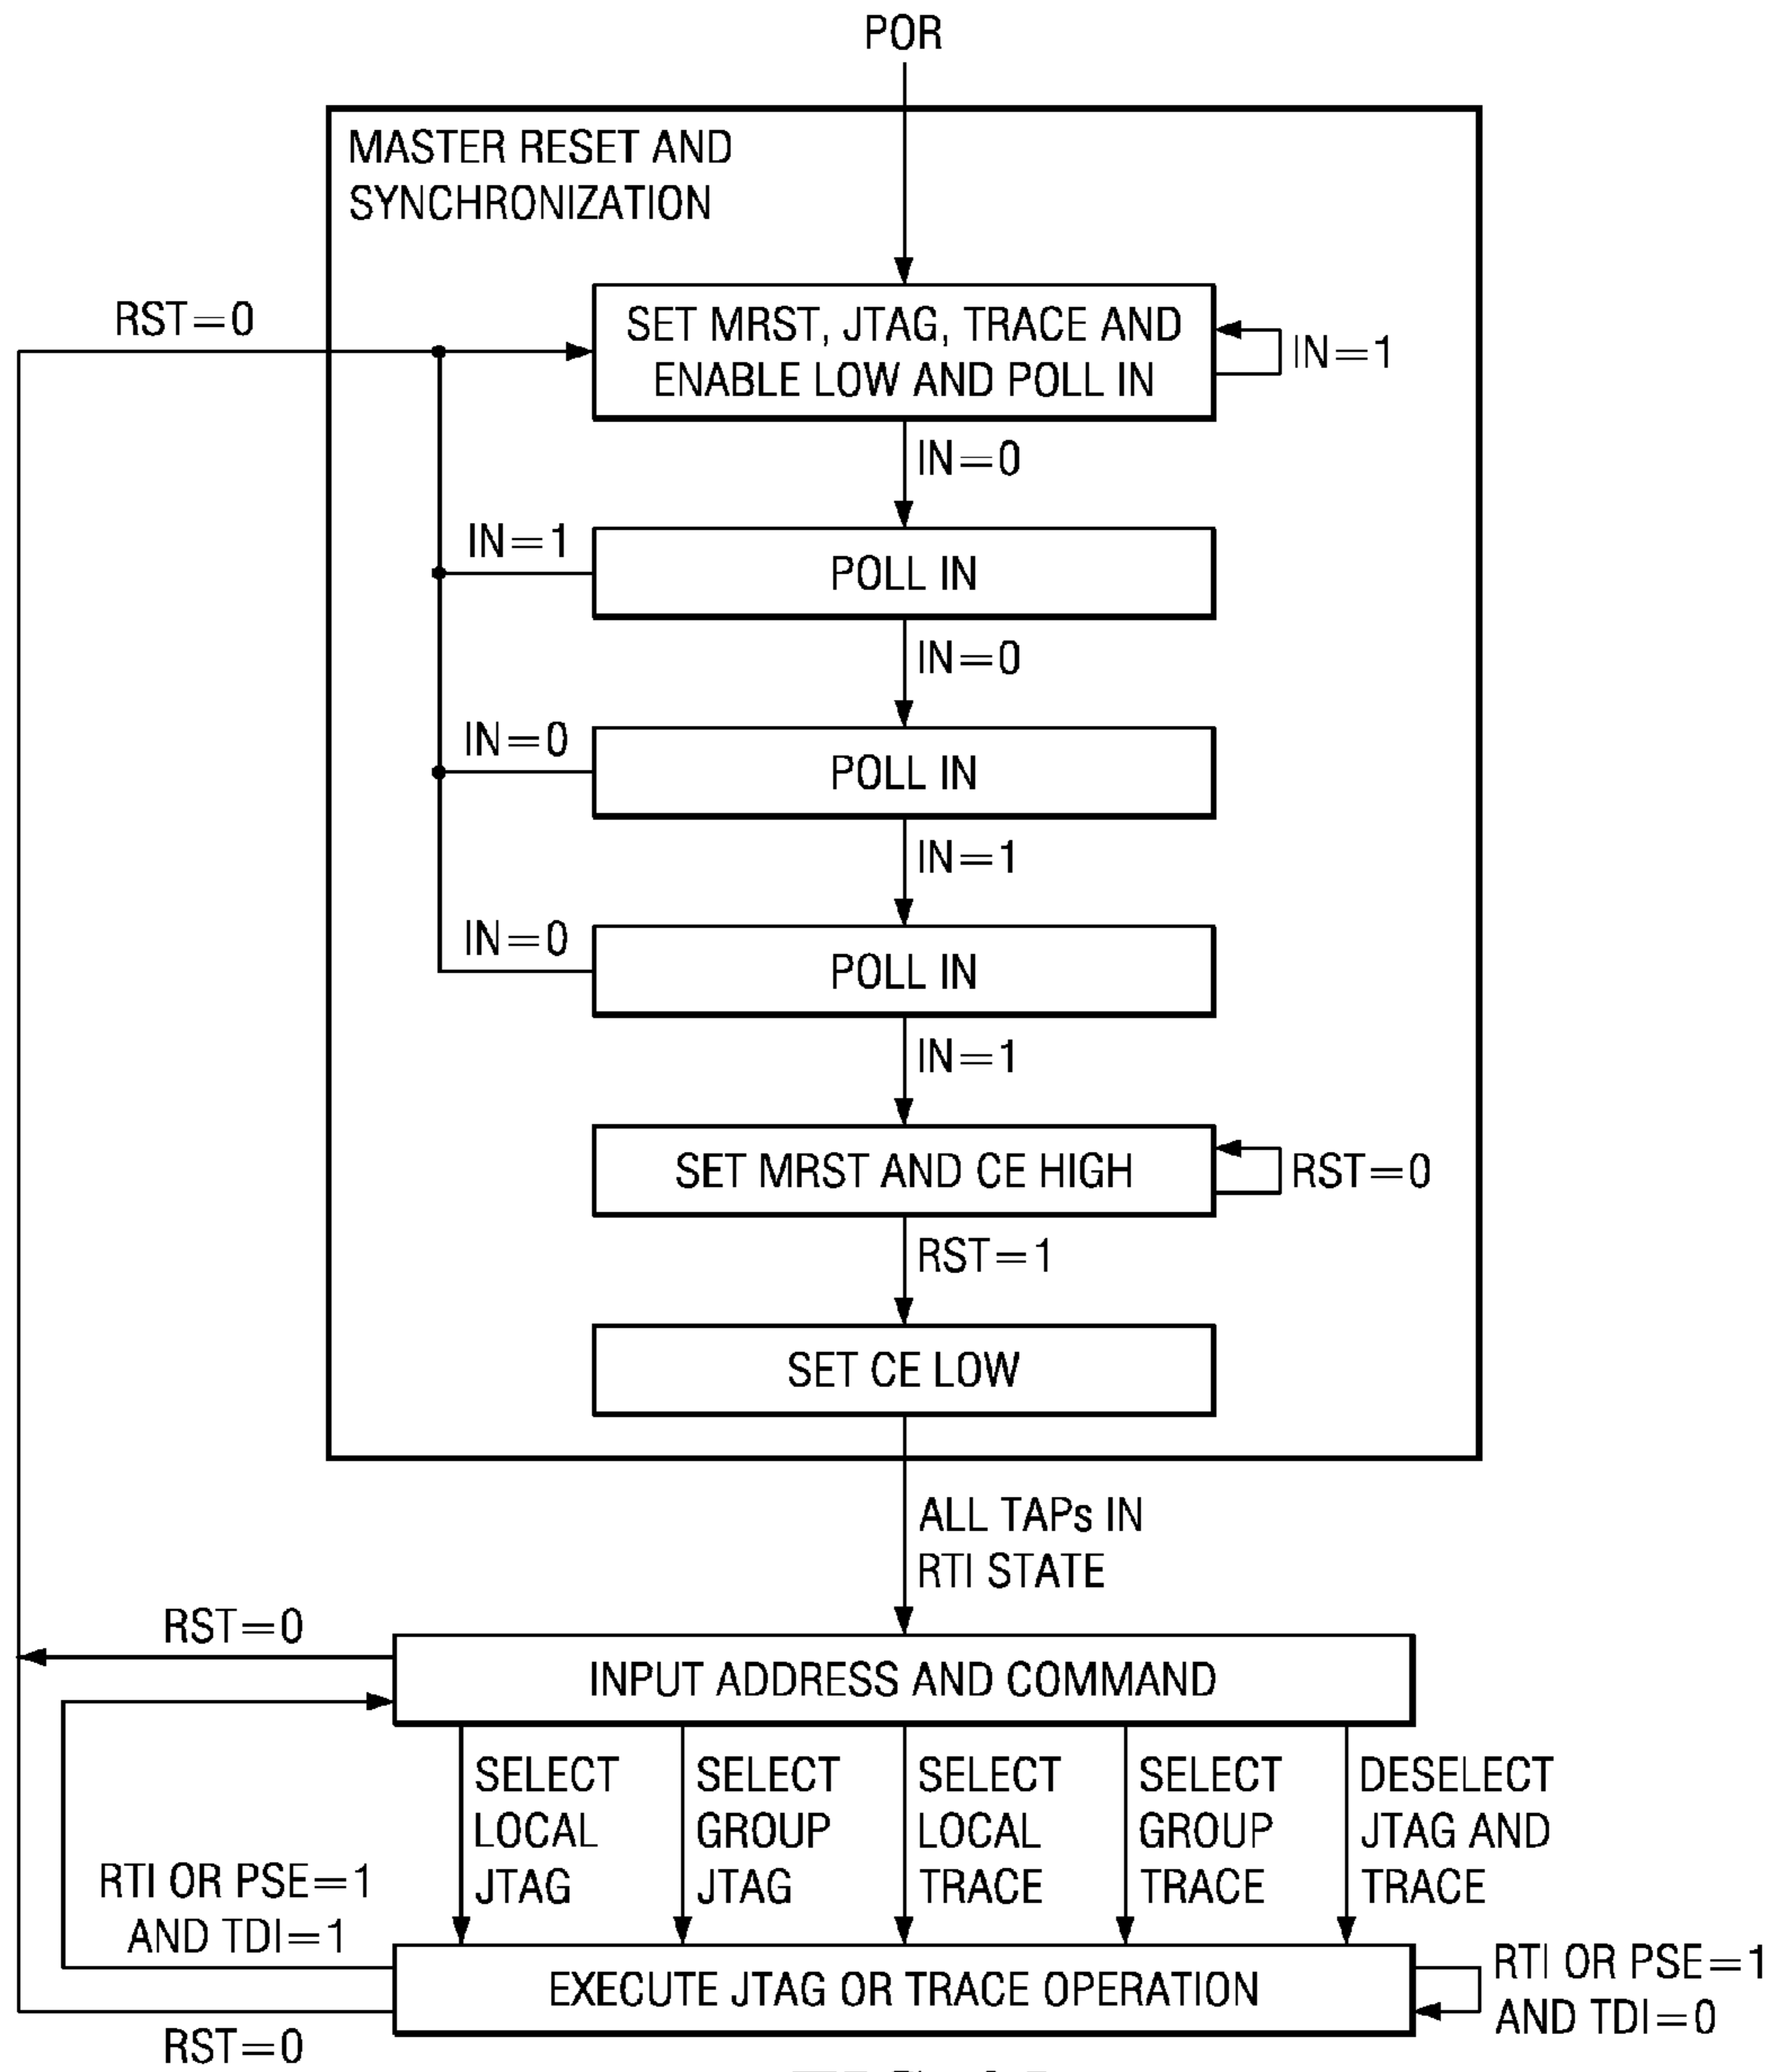 POR
MASTER RESET AND
SYNCHRONIZATION
RST=0
SET MRST, JTAG, TRACE AND
ENABLE LOW AND POLL IN
IN=1
IN=0
IN=1
POLL IN
IN=0
IN=0
POLL IN
IN=1
IN=0
POLL IN
IN=1
SET MRST AND CE HIGH
RST=0
RST=1
SET CE LOW
ALL TAPs IN
RTI STATE
RST=0
INPUT ADDRESS AND COMMAND
SELECT
LOCAL
JTAG
SELECT
GROUP
JTAG
SELECT
LOCAL
TRACE
SELECT
GROUP
TRACE
DESELECT
JTAG AND
TRACE
RTI OR PSE=1
AND TDI=1
EXECUTE JTAG OR TRACE OPERATION
RTI OR PSE=1
AND TDI=0
RST=0